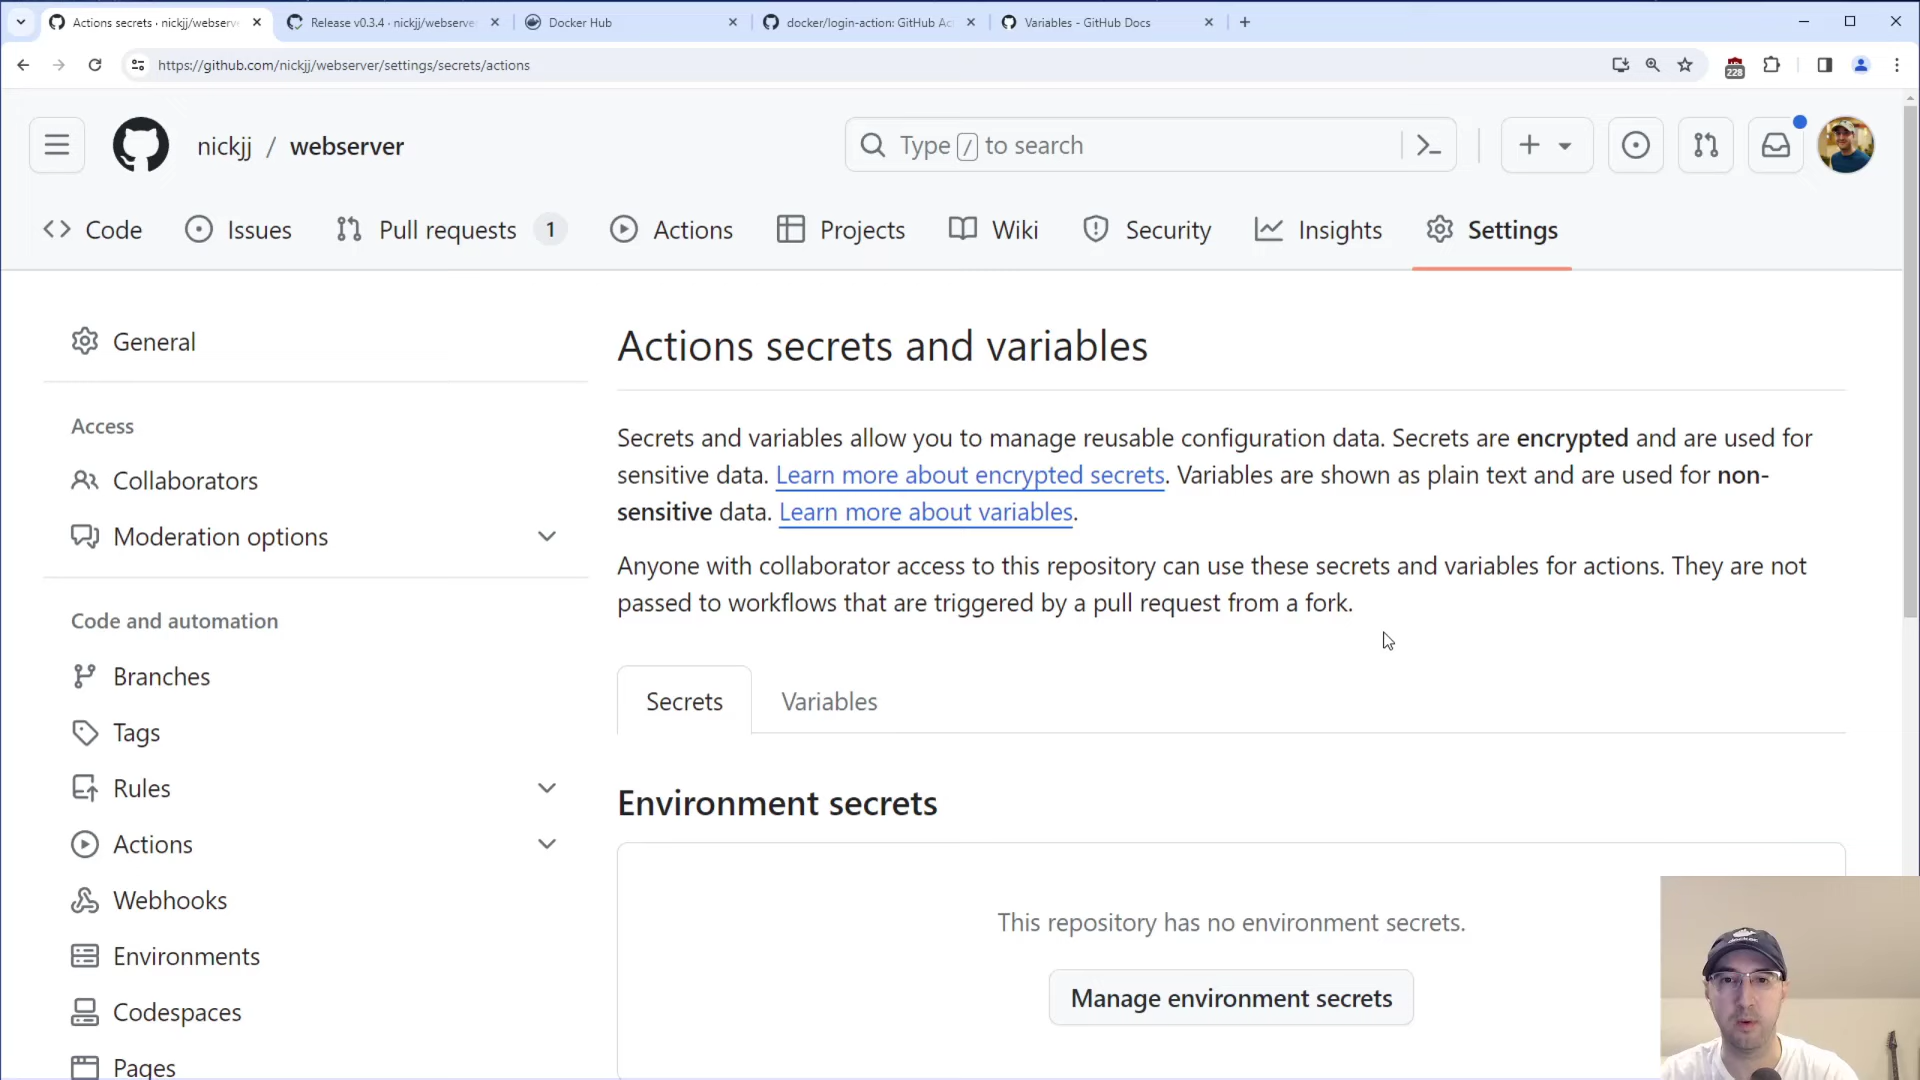 Actions secrets · nickjj/webserv
Release v0.3.4 · nickjj/webserve
Docker Hub
docker/login-action: GitHub Ac
Variables - GitHub Docs
https://github.com/nickjj/webserver/settings/secrets/actions
228
nickjj / webserver
Type / to search
Code
Issues
Pull requests 1
Actions
Projects
Wiki
Security
Insights
Settings
General
Access
Collaborators
Moderation options
Code and automation
Branches
Tags
Rules
Actions
Webhooks
Environments
Codespaces
Pages
Actions secrets and variables
Secrets and variables allow you to manage reusable configuration data. Secrets are encrypted and are used for
sensitive data. Learn more about encrypted secrets. Variables are shown as plain text and are used for non-
sensitive data. Learn more about variables.
Anyone with collaborator access to this repository can use these secrets and variables for actions. They are not
passed to workflows that are triggered by a pull request from a fork.
Secrets
Variables
Environment secrets
This repository has no environment secrets.
Manage environment secrets